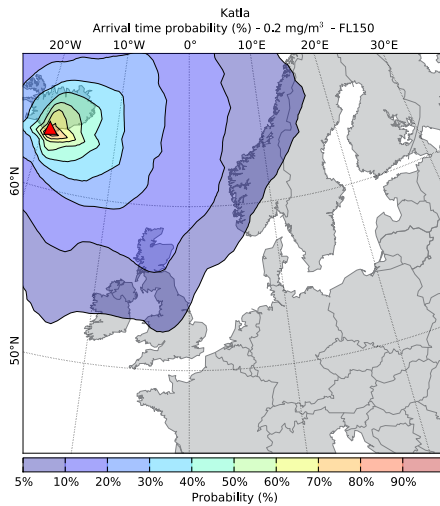 Katla
Arrival time probability (%) - 0.2 mg/m³ - FL150
20°W 10°W 0°E 10°E 20°E 30°E
60°N
50°N
5% 10% 20% 30% 40% 50% 60% 70% 80% 90%
Probability (%)